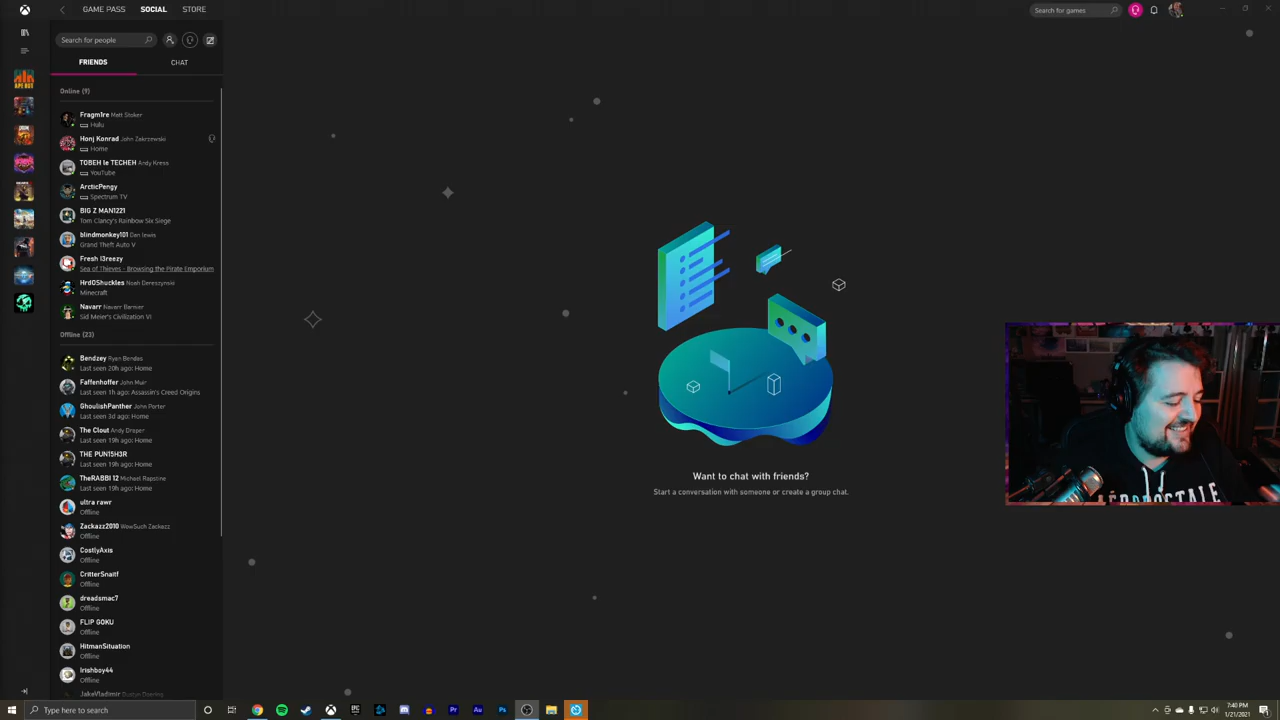 GAME PASS SOCIAL STORE
Search for games
Search for people
FRIENDS CHAT
Online (9)
Fragm1re Matt Stoker
Hulu
Honj Konrad John Zakrzewski
Home
TOBEH le TECHEH Andy Kress
YouTube
ArcticPengy
Spectrum TV
BIG Z MAN1221
Tom Clancy's Rainbow Six Siege
blindmonkey101 Dan lewis
Grand Theft Auto V
Fresh l3reezy
Sea of Thieves - Browsing the Pirate Emporium
HrdOShuckles Noah Dereszynski
Minecraft
Navarr Navarr Barnier
Sid Meier's Civilization VI
Offline (23)
Bendzey Ryan Bendas
Last seen 20h ago: Home
Faffenhoffer John Muir
Last seen 1h ago: Assassin's Creed Origins
GhoulishPanther John Porter
Last seen 3d ago: Home
The Clout Andy Draper
Last seen 19h ago: Home
THE PUN15H3R
Last seen 19h ago: Home
TheRABBI 12 Michael Rapstine
Last seen 19h ago: Home
ultra rawr
Offline
Zackazz2010 WowSuch Zackazz
Offline
CostlyAxis
Offline
CritterSnaitf
Offline
dreadsmac7
Offline
FLIP GOKU
Offline
HitmanSituation
Offline
Irishboy44
Offline
JakeVladimir Dustyn Doering
Want to chat with friends?
Start a conversation with someone or create a group chat.
AÉROPOSTALE
Type here to search
7:40 PM
1/21/2021